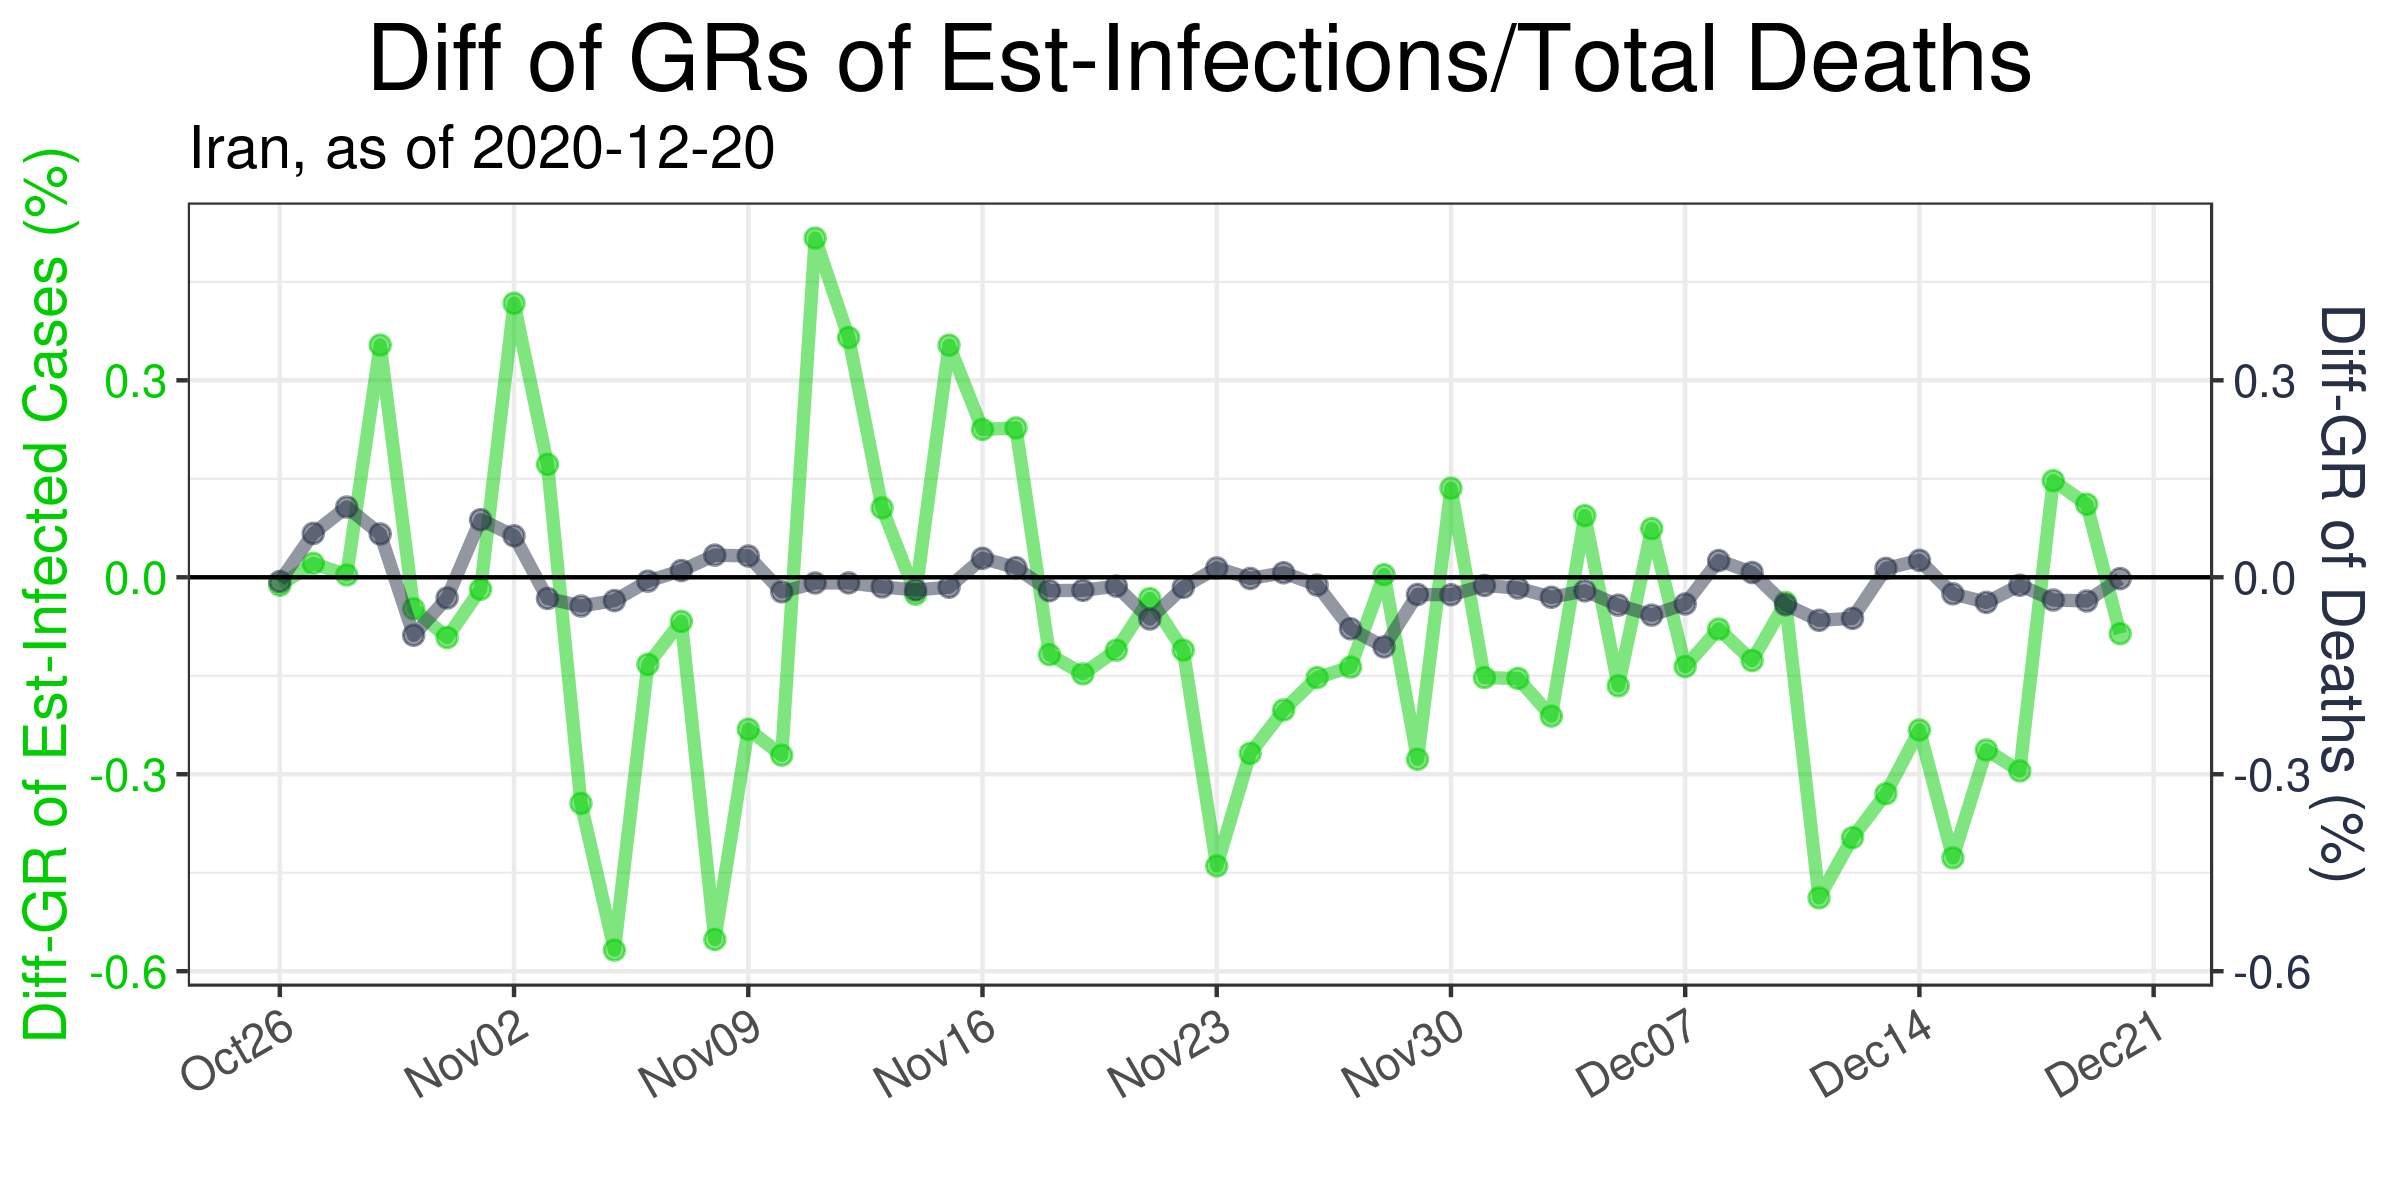 Diff of GRs of Est-Infections/Total Deaths
Iran, as of 2020-12-20
Diff-GR of Est-Infected Cases (%)
0.3
0.0
-0.3
-0.6
0.3
0.0
-0.3
-0.6
Diff-GR of Deaths (%)
Oct26
Nov02
Nov09
Nov16
Nov23
Nov30
Dec07
Dec14
Dec21